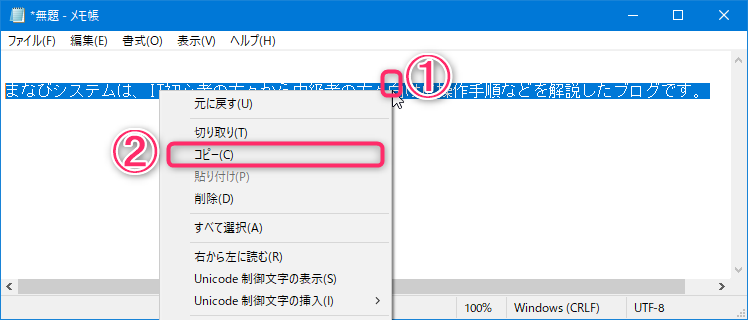 *無題 - メモ帳
ファイル(F) 編集(E) 書式(O) 表示(V) ヘルプ(H)
①
まなびシステムは、IT初心者の方々から中級者の方々 操作手順などを解説したブログです。
元に戻す(U)
切り取り(T)
②
コピー(C)
貼り付け(P)
削除(D)
すべて選択(A)
右から左に読む(R)
Unicode 制御文字の表示(S)
Unicode 制御文字の挿入(I)
100% Windows (CRLF) UTF-8